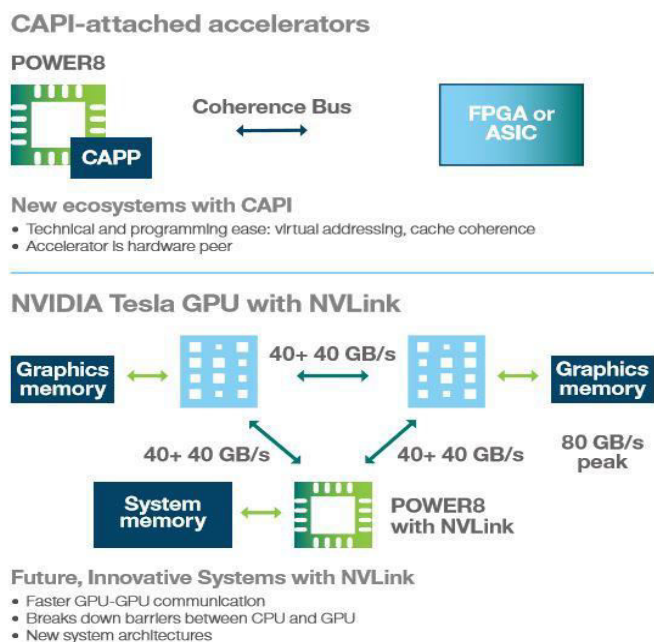 CAPI-attached accelerators
POWER8
CAPP
Coherence Bus
FPGA or
ASIC
New ecosystems with CAPI
• Technical and programming ease: virtual addressing, cache coherence
• Accelerator is hardware peer
NVIDIA Tesla GPU with NVLink
Graphics
memory
40+ 40 GB/s
Graphics
memory
40+ 40 GB/s
40+ 40 GB/s
80 GB/s
peak
System
memory
POWER8
with NVLink
Future, Innovative Systems with NVLink
• Faster GPU-GPU communication
• Breaks down barriers between CPU and GPU
• New system architectures